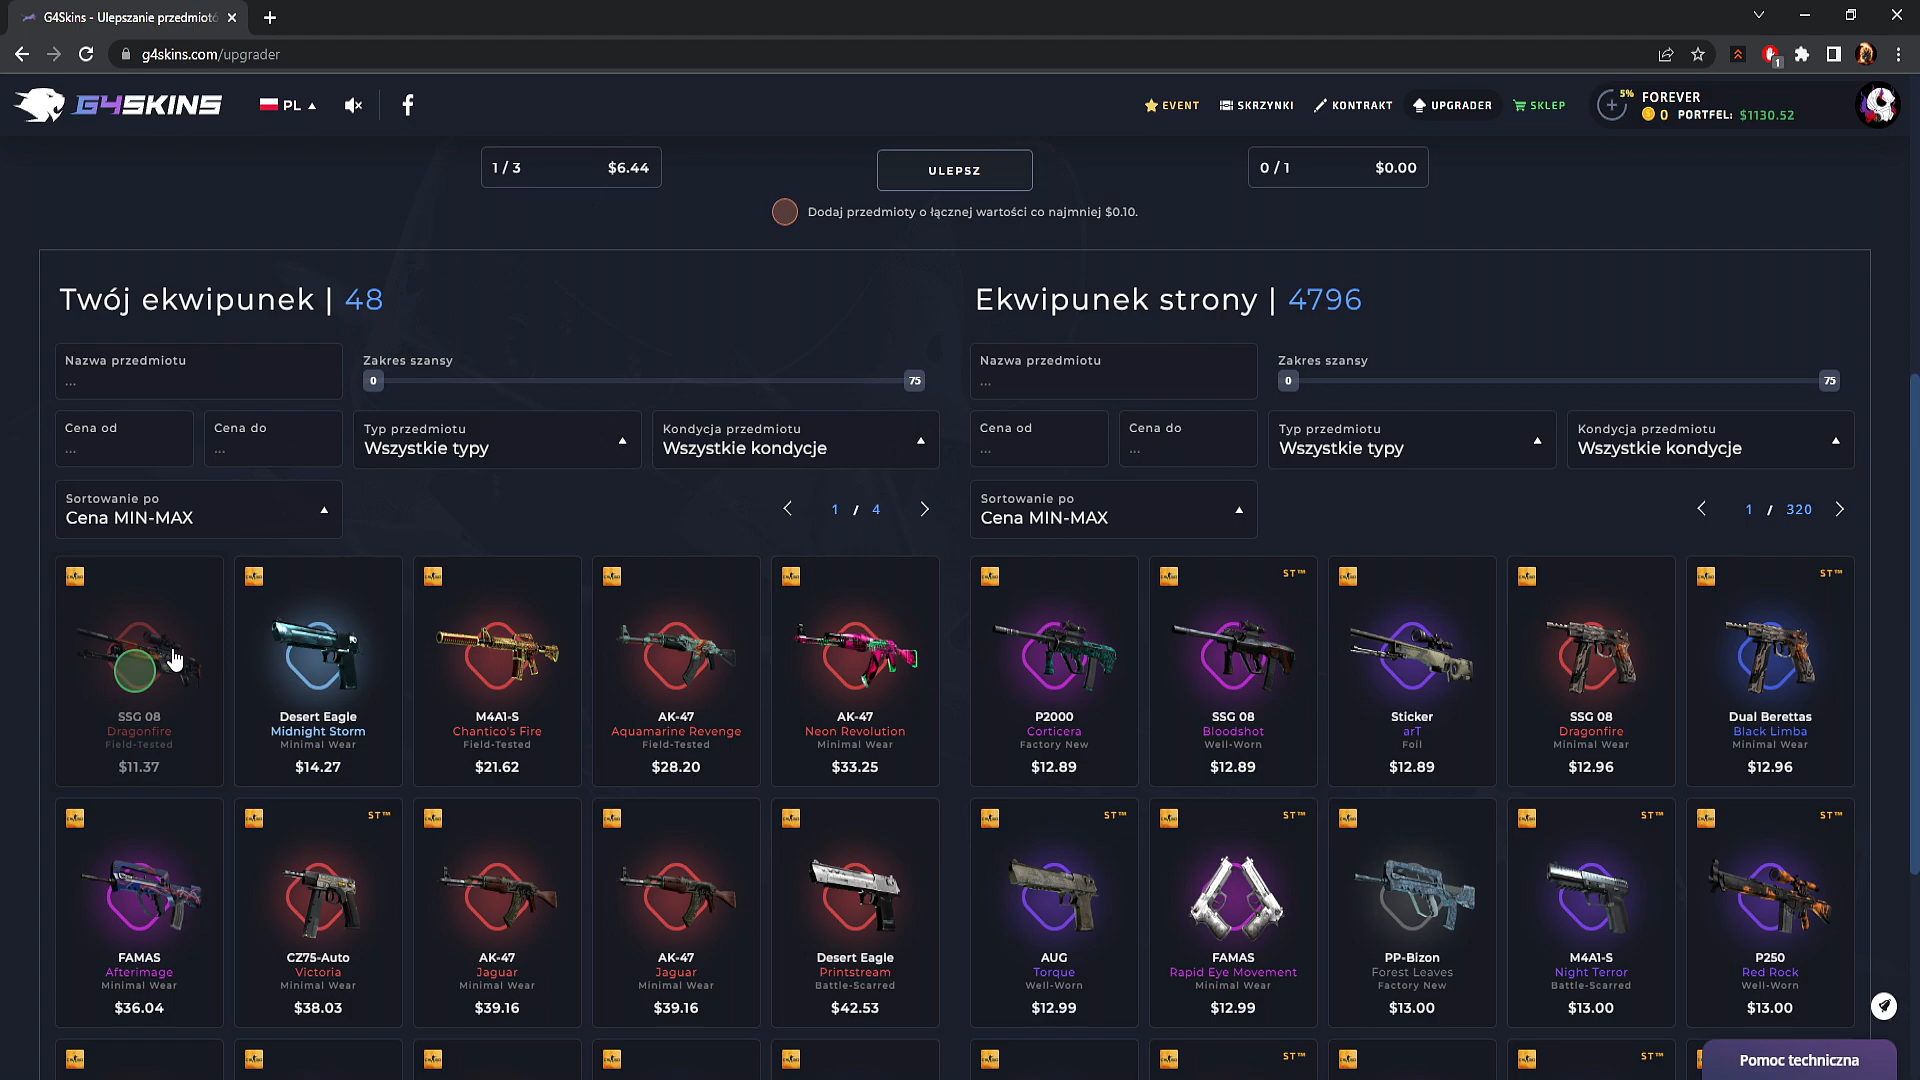 G4Skins - Ulepszanie przedmiotó
g4skins.com/upgrader
1
G4SKINS
PL
EVENT
SKRZYNKI
KONTRAKT
UPGRADER
SKLEP
5%
FOREVER
0 PORTFEL: $1130.52
1 / 3 $6.44
ULEPSZ
0 / 1 $0.00
Dodaj przedmioty o łącznej wartości co najmniej $0.10.
Twój ekwipunek | 48
Nazwa przedmiotu
...
Zakres szansy
0 75
Cena od
...
Cena do
...
Typ przedmiotu
Wszystkie typy
Kondycja przedmiotu
Wszystkie kondycje
Sortowanie po
Cena MIN-MAX
1 / 4
SSG 08
Dragonfire
Field-Tested
$11.37
Desert Eagle
Midnight Storm
Minimal Wear
$14.27
M4A1-S
Chantico's Fire
Field-Tested
$21.62
AK-47
Aquamarine Revenge
Field-Tested
$28.20
AK-47
Neon Revolution
Minimal Wear
$33.25
FAMAS
Afterimage
Minimal Wear
$36.04
ST™
CZ75-Auto
Victoria
Minimal Wear
$38.03
AK-47
Jaguar
Minimal Wear
$39.16
AK-47
Jaguar
Minimal Wear
$39.16
Desert Eagle
Printstream
Battle-Scarred
$42.53
Ekwipunek strony | 4796
Nazwa przedmiotu
...
Zakres szansy
0 75
Cena od
...
Cena do
...
Typ przedmiotu
Wszystkie typy
Kondycja przedmiotu
Wszystkie kondycje
Sortowanie po
Cena MIN-MAX
1 / 320
P2000
Corticera
Factory New
$12.89
ST™
SSG 08
Bloodshot
Well-Worn
$12.89
Sticker
arT
Foil
$12.89
SSG 08
Dragonfire
Minimal Wear
$12.96
ST™
Dual Berettas
Black Limba
Minimal Wear
$12.96
ST™
AUG
Torque
Well-Worn
$12.99
ST™
FAMAS
Rapid Eye Movement
Minimal Wear
$12.99
PP-Bizon
Forest Leaves
Factory New
$13.00
ST™
M4A1-S
Night Terror
Battle-Scarred
$13.00
ST™
P250
Red Rock
Well-Worn
$13.00
ST™
ST™
Pomoc techniczna